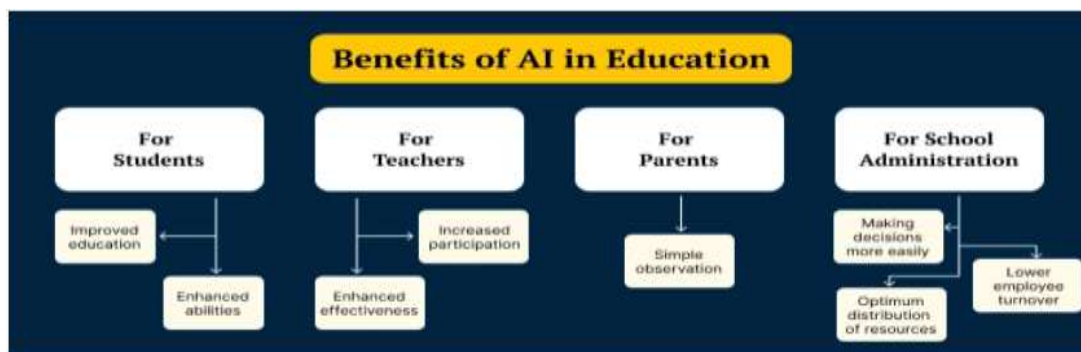 Benefits of AI in Education
For
Students
For
Teachers
For
Parents
For School
Administration
Improved
education
Enhanced
abilities
Increased
participation
Enhanced
effectiveness
Simple
observation
Making
decisions
more easily
Lower
employee
turnover
Optimum
distribution
of resources